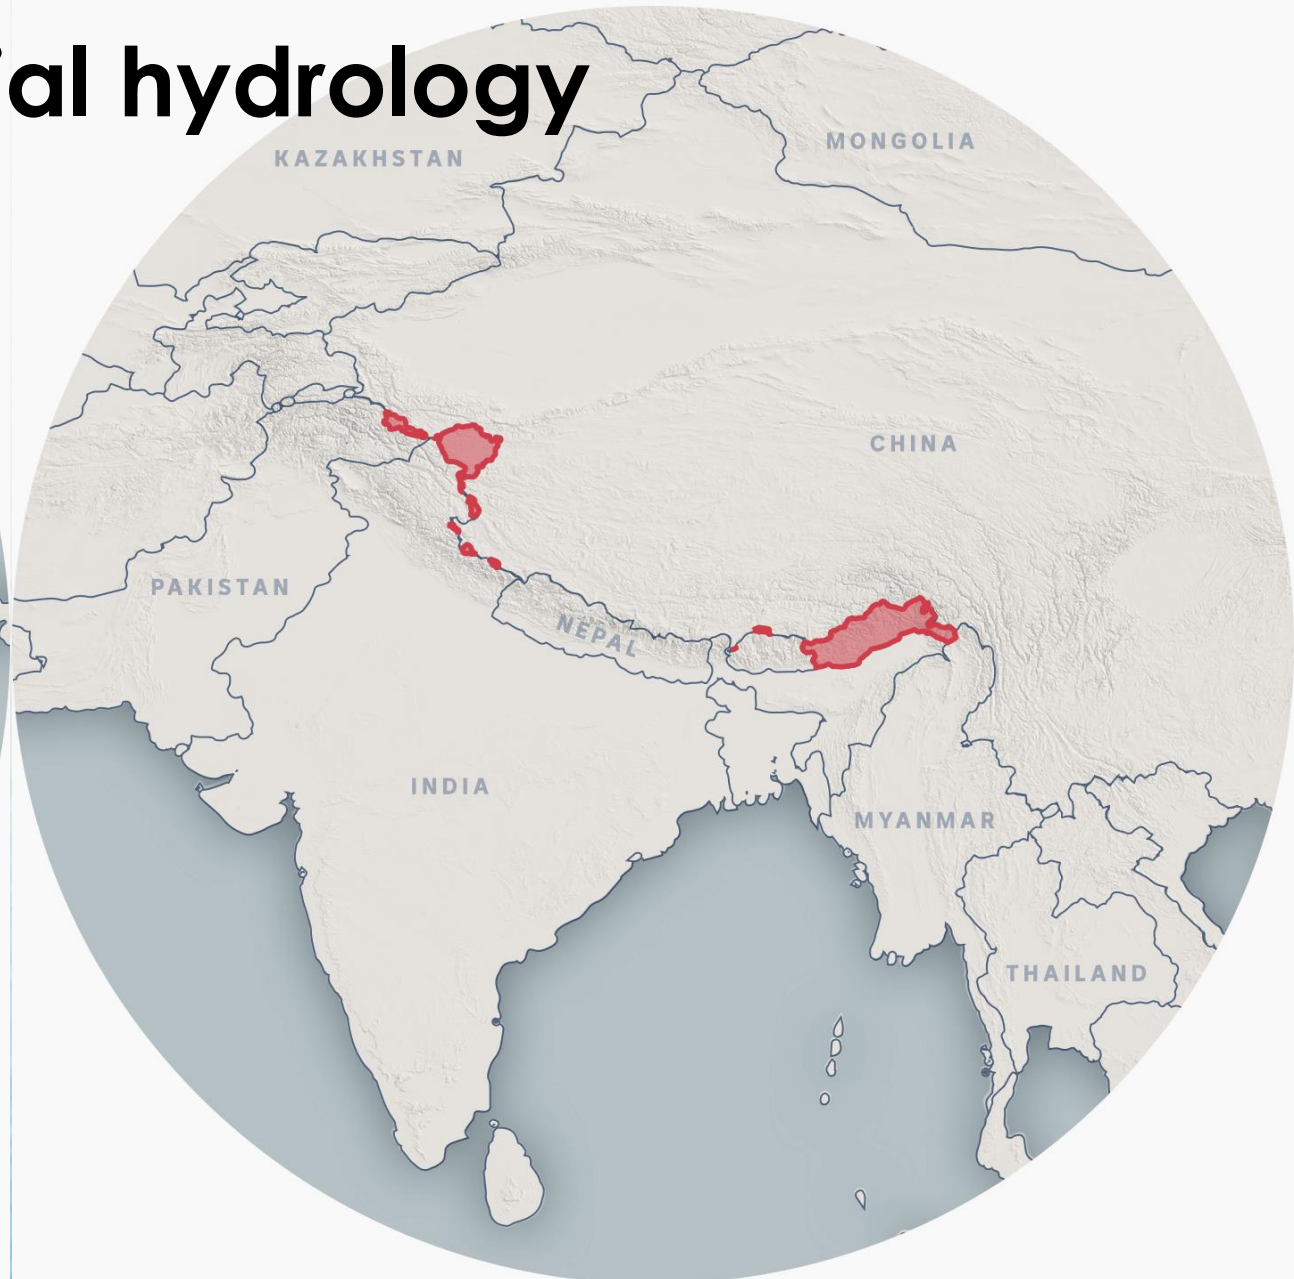 al hydrology
KAZAKHSTAN
MONGOLIA
CHINA
PAKISTAN
NEPAL
INDIA
MYANMAR
THAILAND